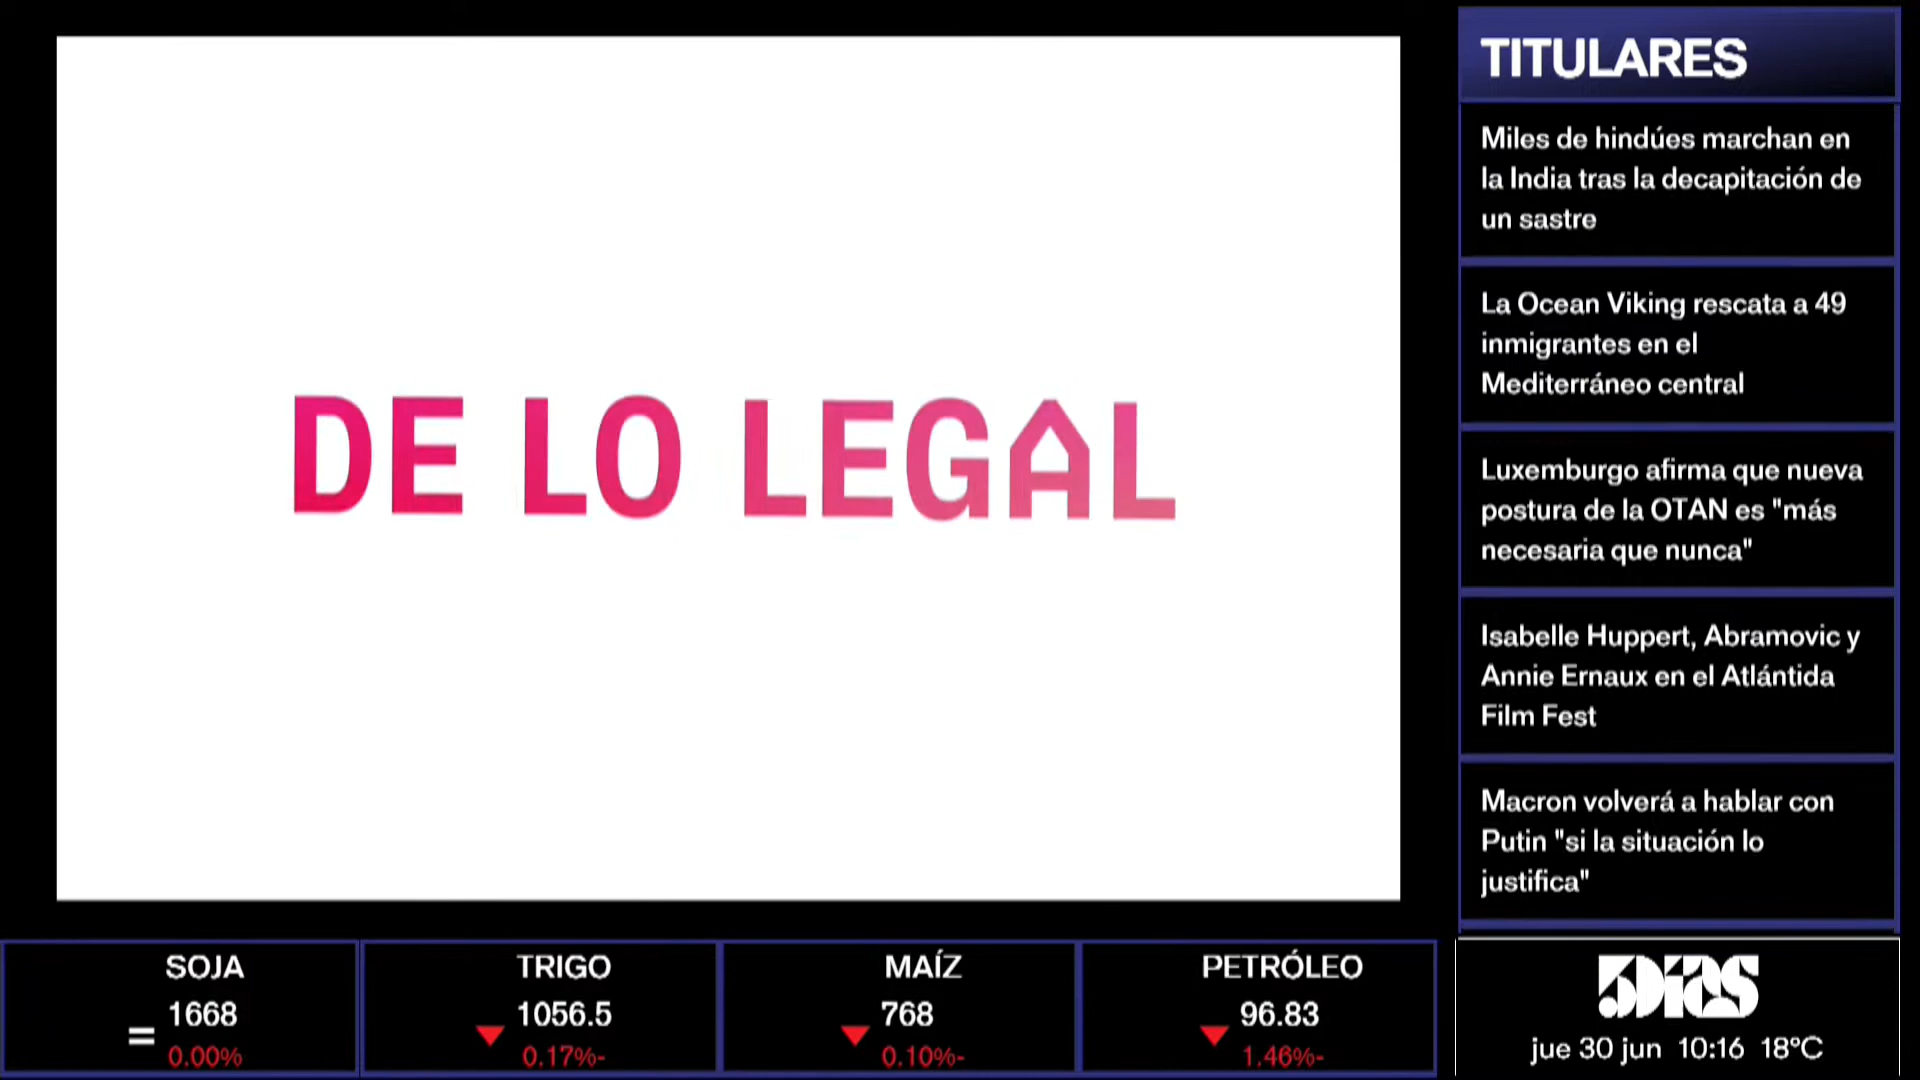 DE LO LEGAL
TITULARES
Miles de hindúes marchan en
la India tras la decapitación de
un sastre
La Ocean Viking rescata a 49
inmigrantes en el
Mediterráneo central
Luxemburgo afirma que nueva
postura de la OTAN es "más
necesaria que nunca"
Isabelle Huppert, Abramovic y
Annie Ernaux en el Atlántida
Film Fest
Macron volverá a hablar con
Putin "si la situación lo
justifica"
SOJA
1668
= 0.00%
TRIGO
1056.5
0.17%-
MAÍZ
768
0.10%-
PETRÓLEO
96.83
1.46%-
5Días
jue 30 jun 10:16 18°C